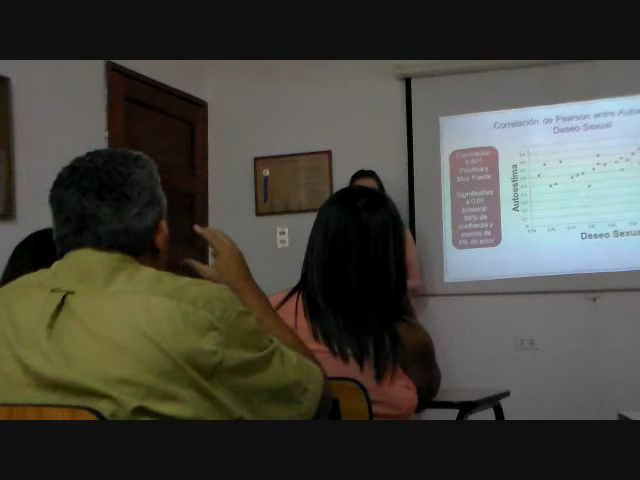 Correlación de Pearson entre Auto
Deseo Sexual
Correlación
0,871
Positiva y
Muy Fuerte
Significativa
a 0,01
bilateral
99% de
confianza y
menos de
1% de error
Autoestima
Deseo Sexua